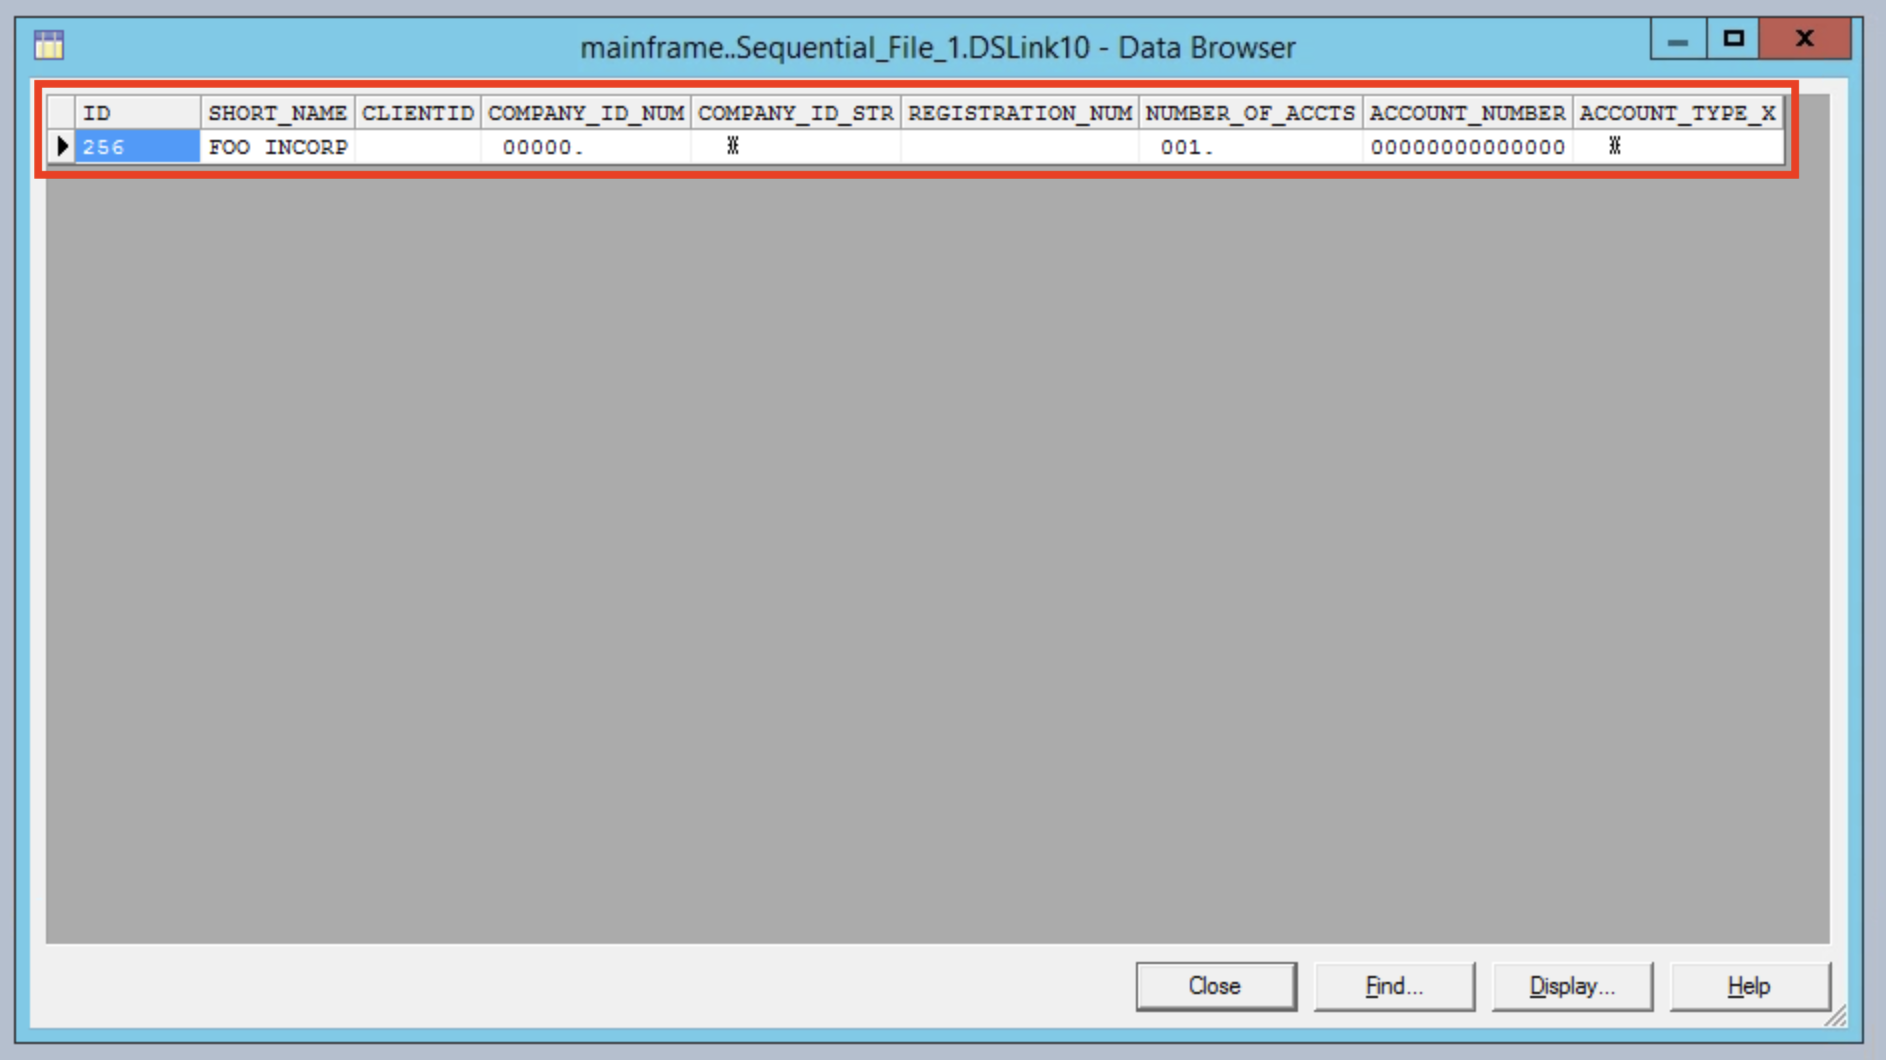 mainframe..Sequential_File_1.DSLink10 - Data Browser
ID SHORT_NAME CLIENTID COMPANY_ID_NUM COMPANY_ID_STR REGISTRATION_NUM NUMBER_OF_ACCTS ACCOUNT_NUMBER ACCOUNT_TYPE_X
256 FOO INCORP 00000. 001. 00000000000000
Close Find... Display... Help